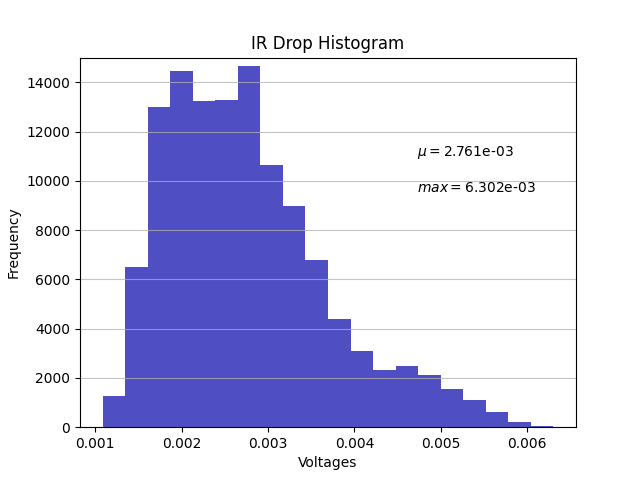 IR Drop Histogram
14000
12000
10000
8000
6000
4000
2000
0
Frequency
μ = 2.761e-03
max = 6.302e-03
0.001 0.002 0.003 0.004 0.005 0.006
Voltages